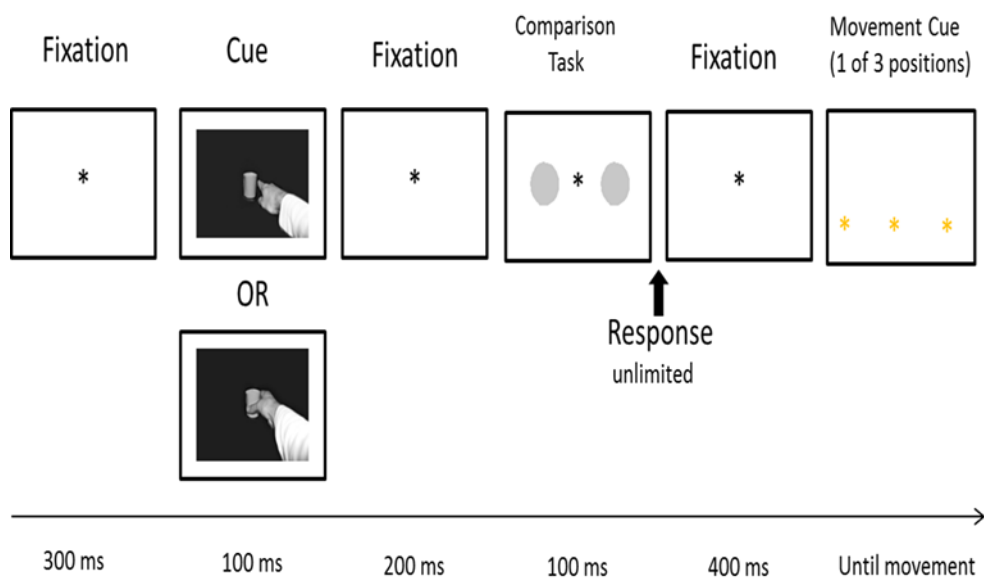 Fixation
Cue
Fixation
Comparison
Task
Fixation
Movement Cue
(1 of 3 positions)
*
*
* 
*
* * *
OR
Response
unlimited
300 ms
100 ms
200 ms
100 ms
400 ms
Until movement